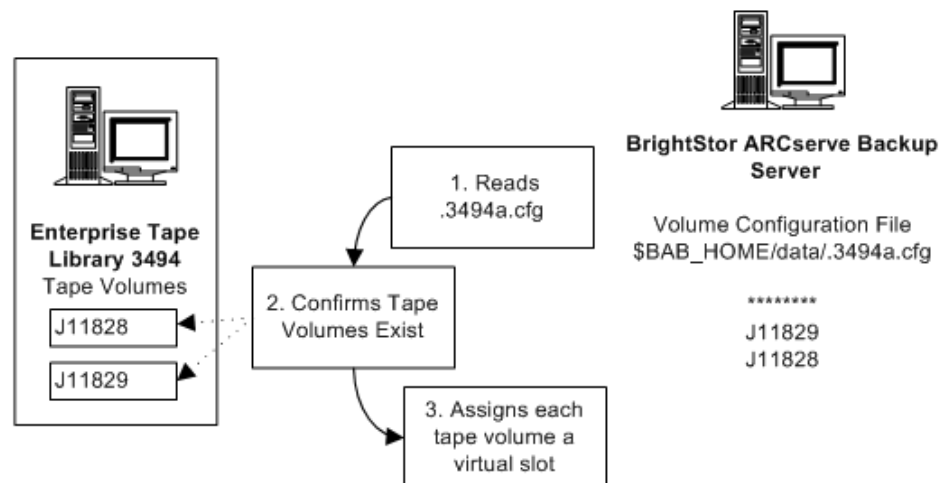 Enterprise Tape
Library 3494
Tape Volumes
J11828
J11829
1. Reads
.3494a.cfg
2. Confirms Tape
Volumes Exist
3. Assigns each
tape volume a
virtual slot
BrightStor ARCserve Backup
Server
Volume Configuration File
$BAB_HOME/data/.3494a.cfg
********
J11829
J11828